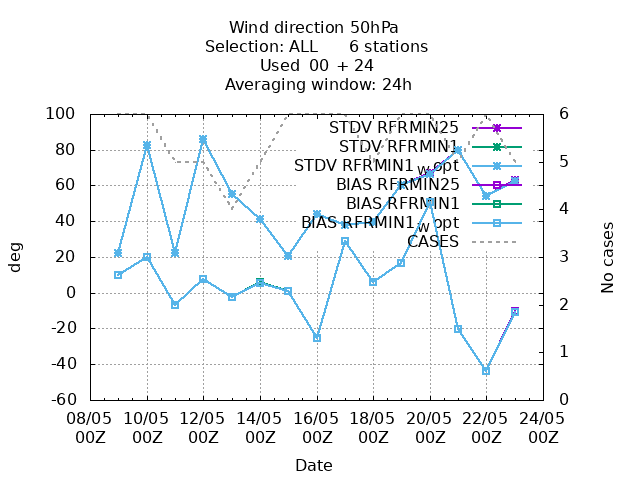 Wind direction 50hPa
Selection: ALL 6 stations
Used 00 + 24
Averaging window: 24h
100
80
60
40
20
0
-20
-40
-60
deg
STDV RFRMIN25
STDV RFRMIN1
STDV RFRMIN1_w_opt
BIAS RFRMIN25
BIAS RFRMIN1
BIAS RFRMIN1_w_opt
CASES
6
5
4
3
2
1
0
No cases
08/05 10/05 12/05 14/05 16/05 18/05 20/05 22/05 24/05
00Z 00Z 00Z 00Z 00Z 00Z 00Z 00Z 00Z
Date